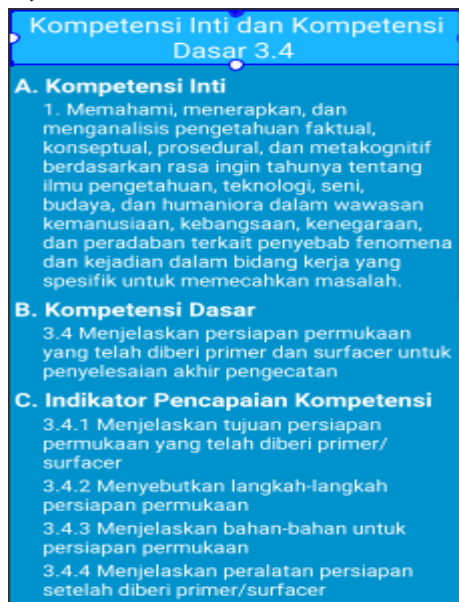 Kompetensi Inti dan Kompetensi
Dasar 3.4
A. Kompetensi Inti
1. Memahami, menerapkan, dan
menganalisis pengetahuan faktual,
konseptual, prosedural, dan metakognitif
berdasarkan rasa ingin tahunya tentang
ilmu pengetahuan, teknologi, seni,
budaya, dan humaniora dalam wawasan
kemanusiaan, kebangsaan, kenegaraan,
dan peradaban terkait penyebab fenomena
dan kejadian dalam bidang kerja yang
spesifik untuk memecahkan masalah.
B. Kompetensi Dasar
3.4 Menjelaskan persiapan permukaan
yang telah diberi primer dan surfacer untuk
penyelesaian akhir pengecatan
C. Indikator Pencapaian Kompetensi
3.4.1 Menjelaskan tujuan persiapan
permukaan yang telah diberi primer/
surfacer
3.4.2 Menyebutkan langkah-langkah
persiapan permukaan
3.4.3 Menjelaskan bahan-bahan untuk
persiapan permukaan
3.4.4 Menjelaskan peralatan persiapan
setelah diberi primer/surfacer